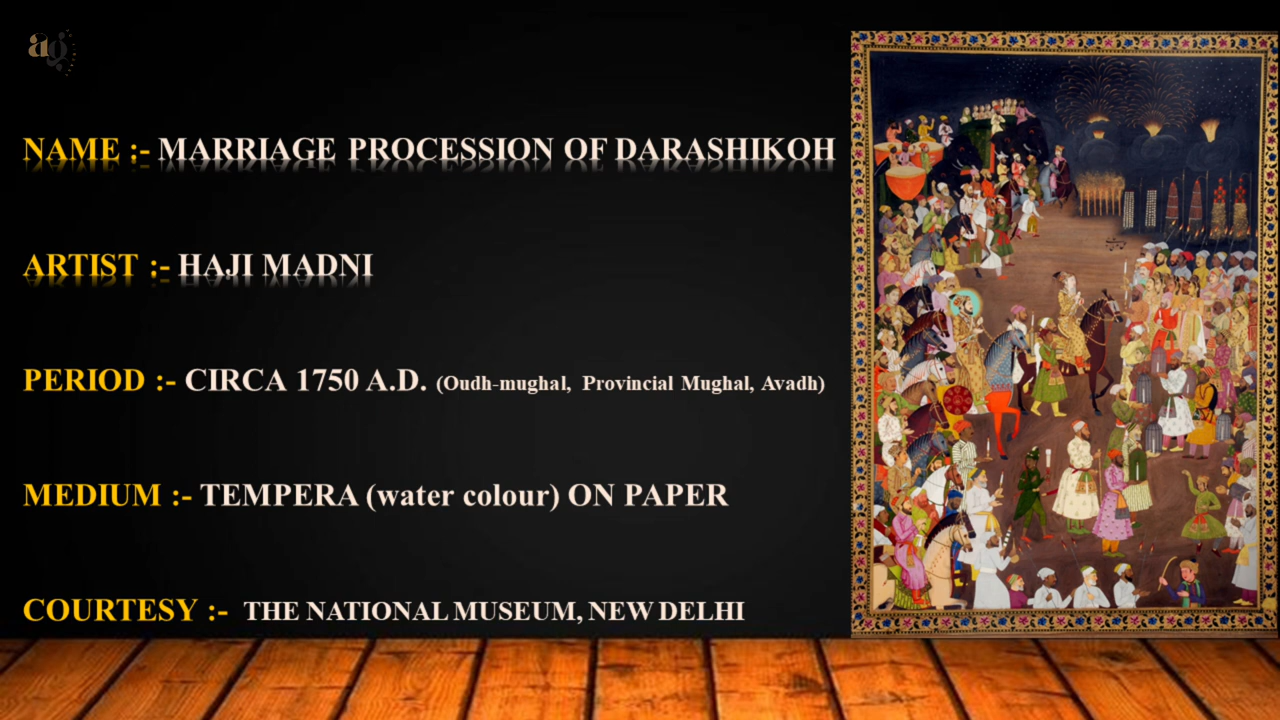 ag
NAME :- MARRIAGE PROCESSION OF DARASHIKOH
ARTIST :- HAJI MADNI
PERIOD :- CIRCA 1750 A.D. (Oudh-mughal, Provincial Mughal, Avadh)
MEDIUM :- TEMPERA (water colour) ON PAPER
COURTESY :- THE NATIONAL MUSEUM, NEW DELHI